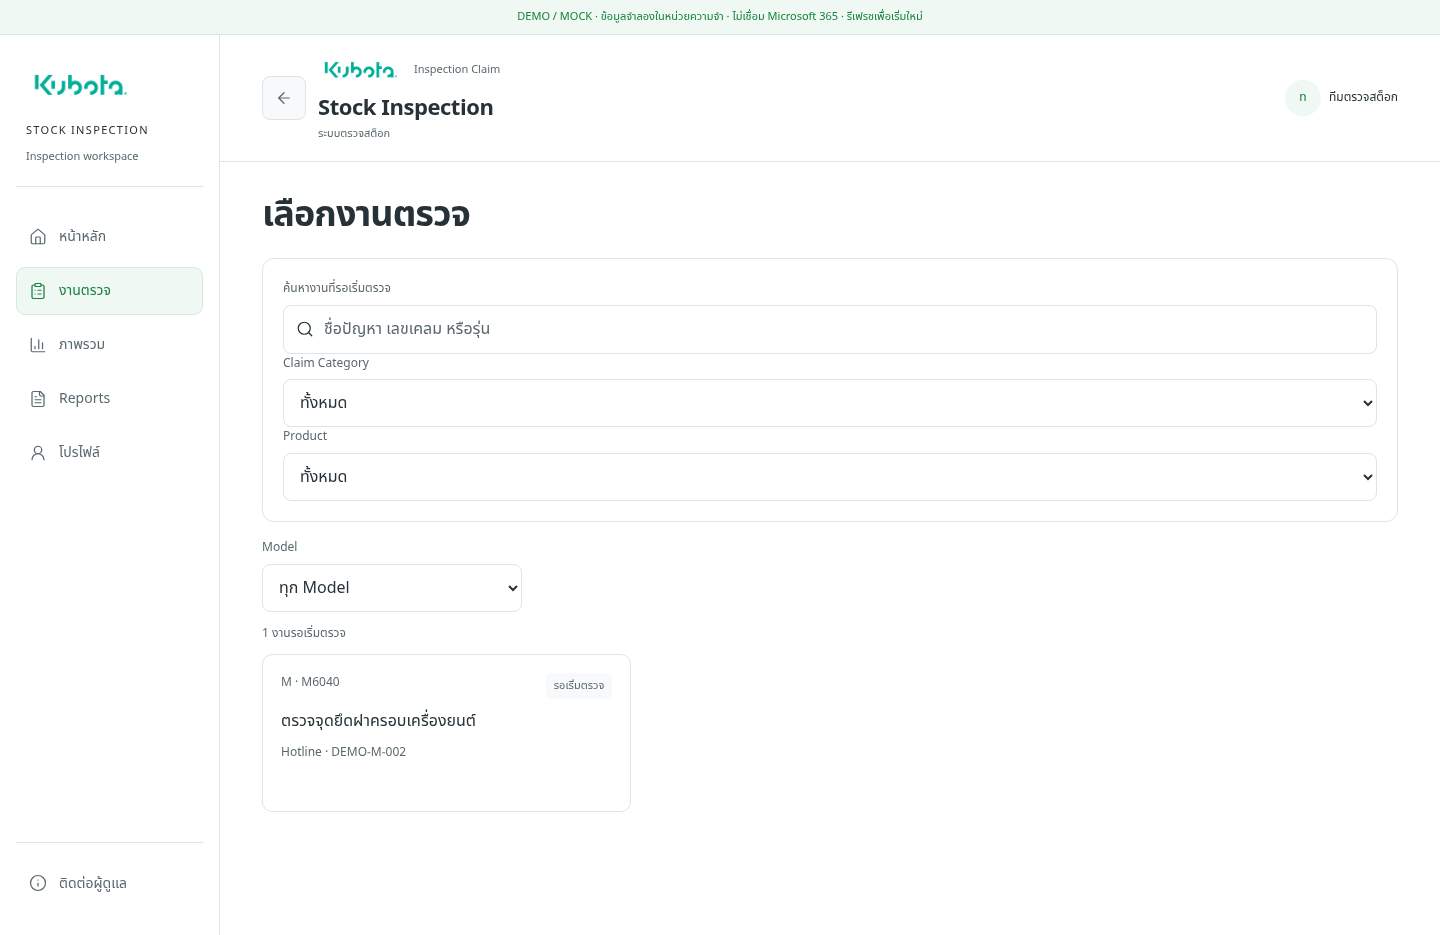 DEMO / MOCK · ข้อมูลจำลองในหน่วยความจำ · ไม่เชื่อม Microsoft 365 · รีเฟรชเพื่อเริ่มใหม่
Kubota
STOCK INSPECTION
Inspection workspace
หน้าหลัก
งานตรวจ
ภาพรวม
Reports
โปรไฟล์
ติดต่อผู้ดูแล
Kubota Inspection Claim
Stock Inspection
ระบบตรวจสต็อก
ท ทีมตรวจสต็อก
เลือกงานตรวจ
ค้นหางานที่รอเริ่มตรวจ
ชื่อปัญหา เลขเคลม หรือรุ่น
Claim Category
ทั้งหมด
Product
ทั้งหมด
Model
ทุก Model
1 งานรอเริ่มตรวจ
M · M6040 รอเริ่มตรวจ
ตรวจจุดยึดฝาครอบเครื่องยนต์
Hotline · DEMO-M-002